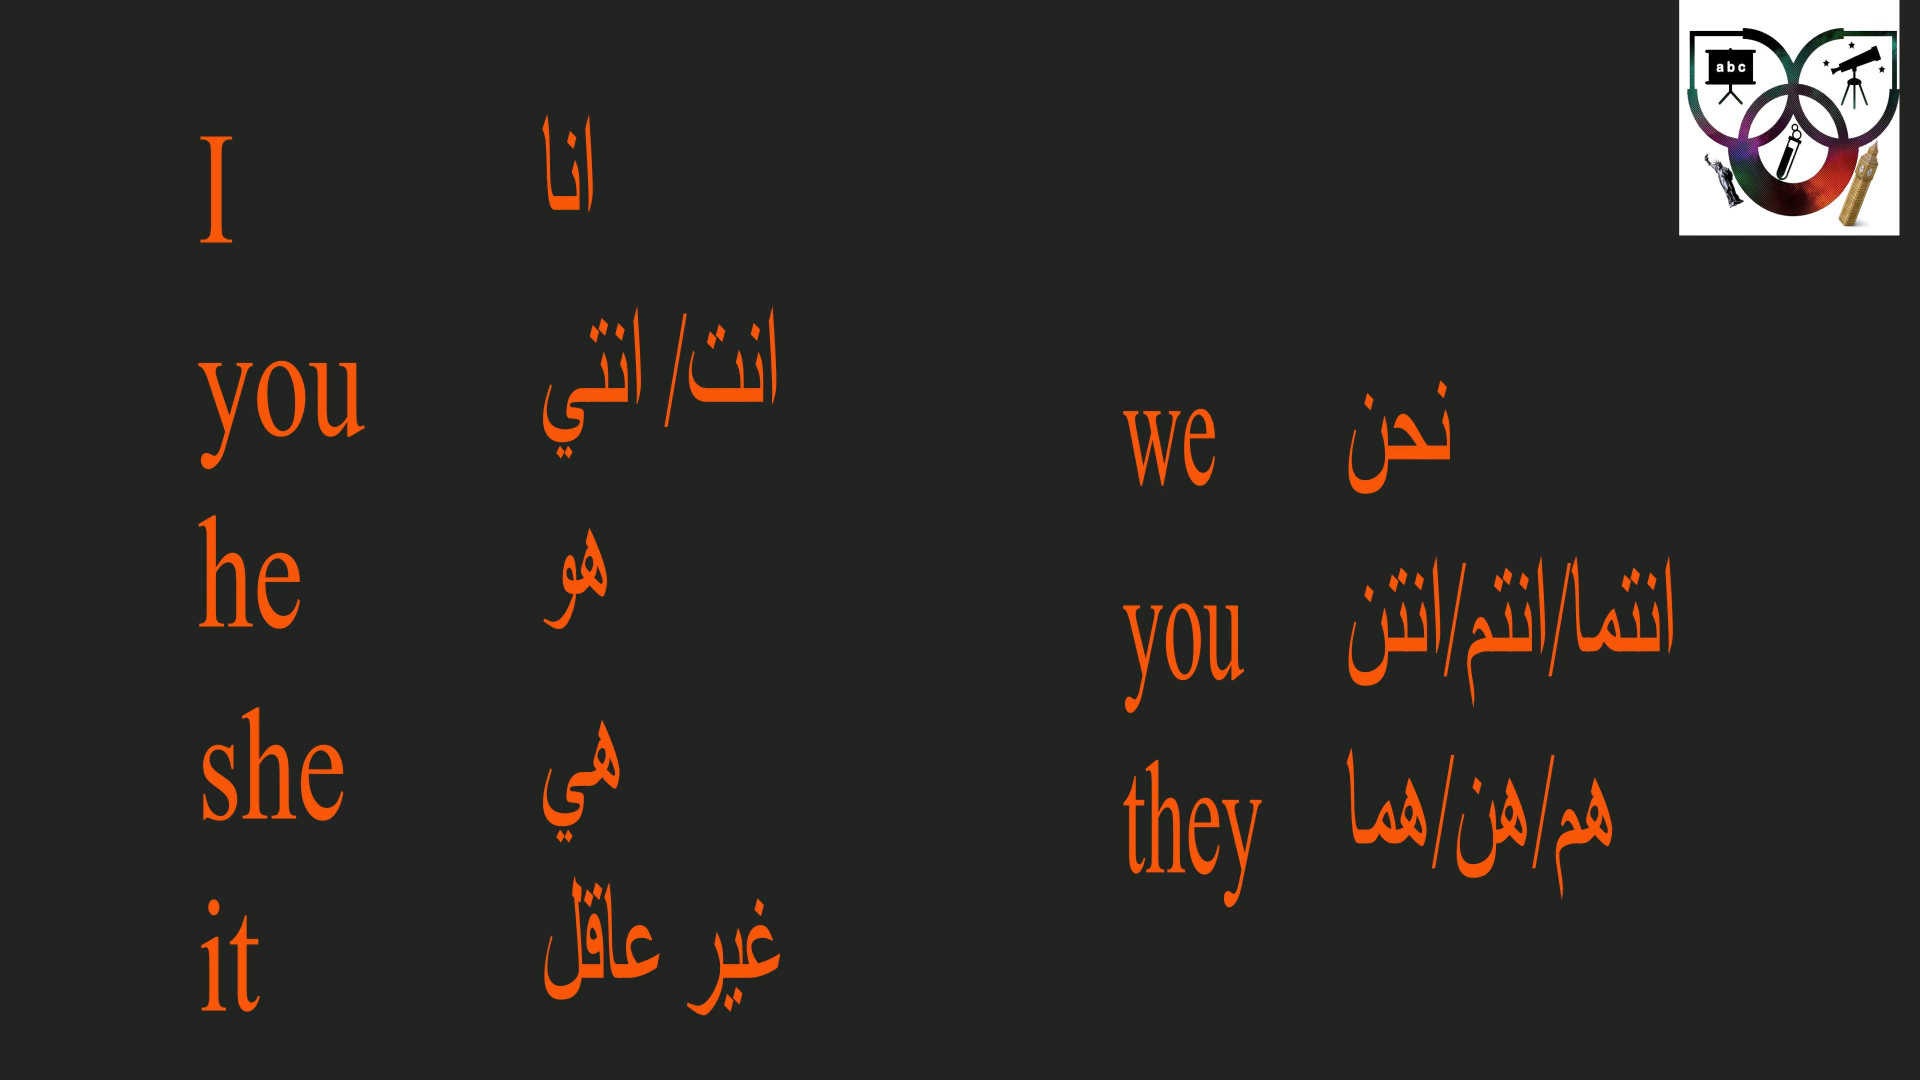 abc
I انا
you انت/ انتي
he هو
she هي
it غير عاقل
we نحن
you انتما/انتم/انتن
they هم/هن/هما